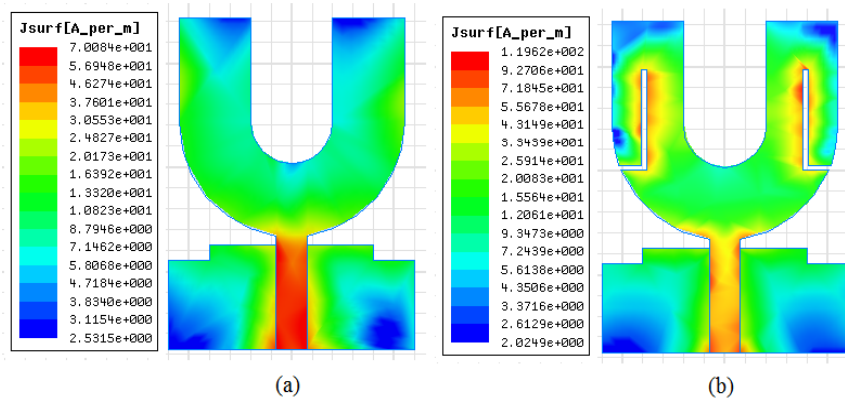 Jsurf[A_per_m]
7.0084e+001
5.6948e+001
4.6274e+001
3.7601e+001
3.0553e+001
2.4827e+001
2.0173e+001
1.6392e+001
1.3320e+001
1.0823e+001
8.7946e+000
7.1462e+000
5.8068e+000
4.7184e+000
3.8340e+000
3.1154e+000
2.5315e+000
(a)
Jsurf[A_per_m]
1.1962e+002
9.2706e+001
7.1845e+001
5.5678e+001
4.3149e+001
3.3439e+001
2.5914e+001
2.0083e+001
1.5564e+001
1.2061e+001
9.3473e+000
7.2439e+000
5.6138e+000
4.3506e+000
3.3716e+000
2.6129e+000
2.0249e+000
(b)